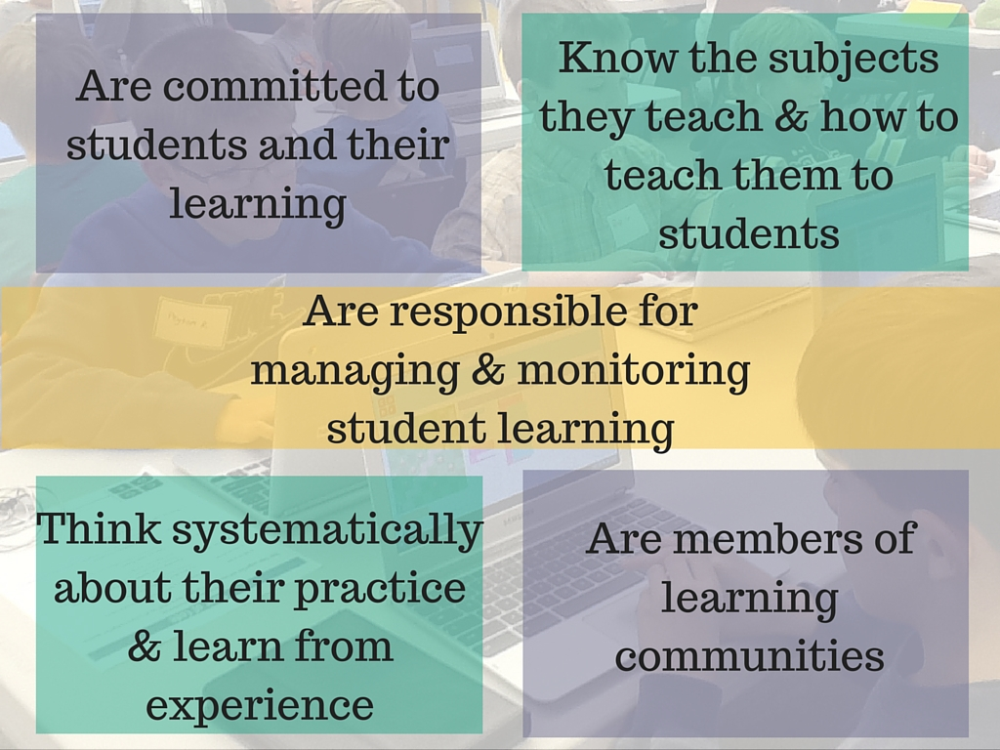 Are committed to
students and their
learning
Know the subjects
they teach & how to
teach them to
students
Are responsible for
managing & monitoring
student learning
Think systematically
about their practice
& learn from
experience
Are members of
learning
communities